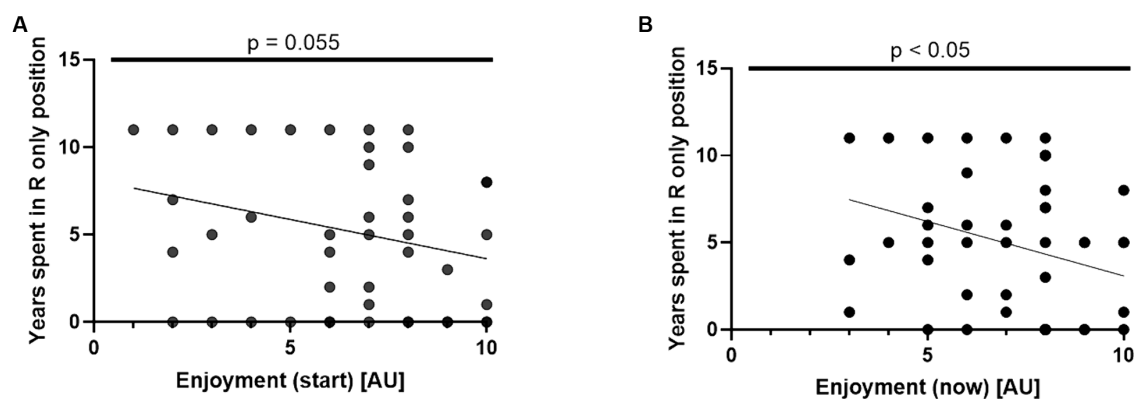 A
p = 0.055
Years spent in R only position
15
10
5
0
0
5
10
Enjoyment (start) [AU]
B
p < 0.05
Years spent in R only position
15
10
5
0
0
5
10
Enjoyment (now) [AU]